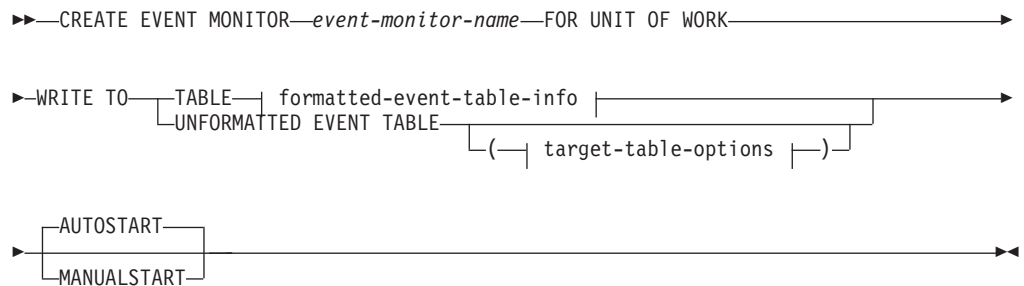 CREATE EVENT MONITOR event-monitor-name FOR UNIT OF WORK
WRITE TO TABLE formatted-event-table-info
UNFORMATTED EVENT TABLE
( target-table-options )
AUTOSTART
MANUALSTART